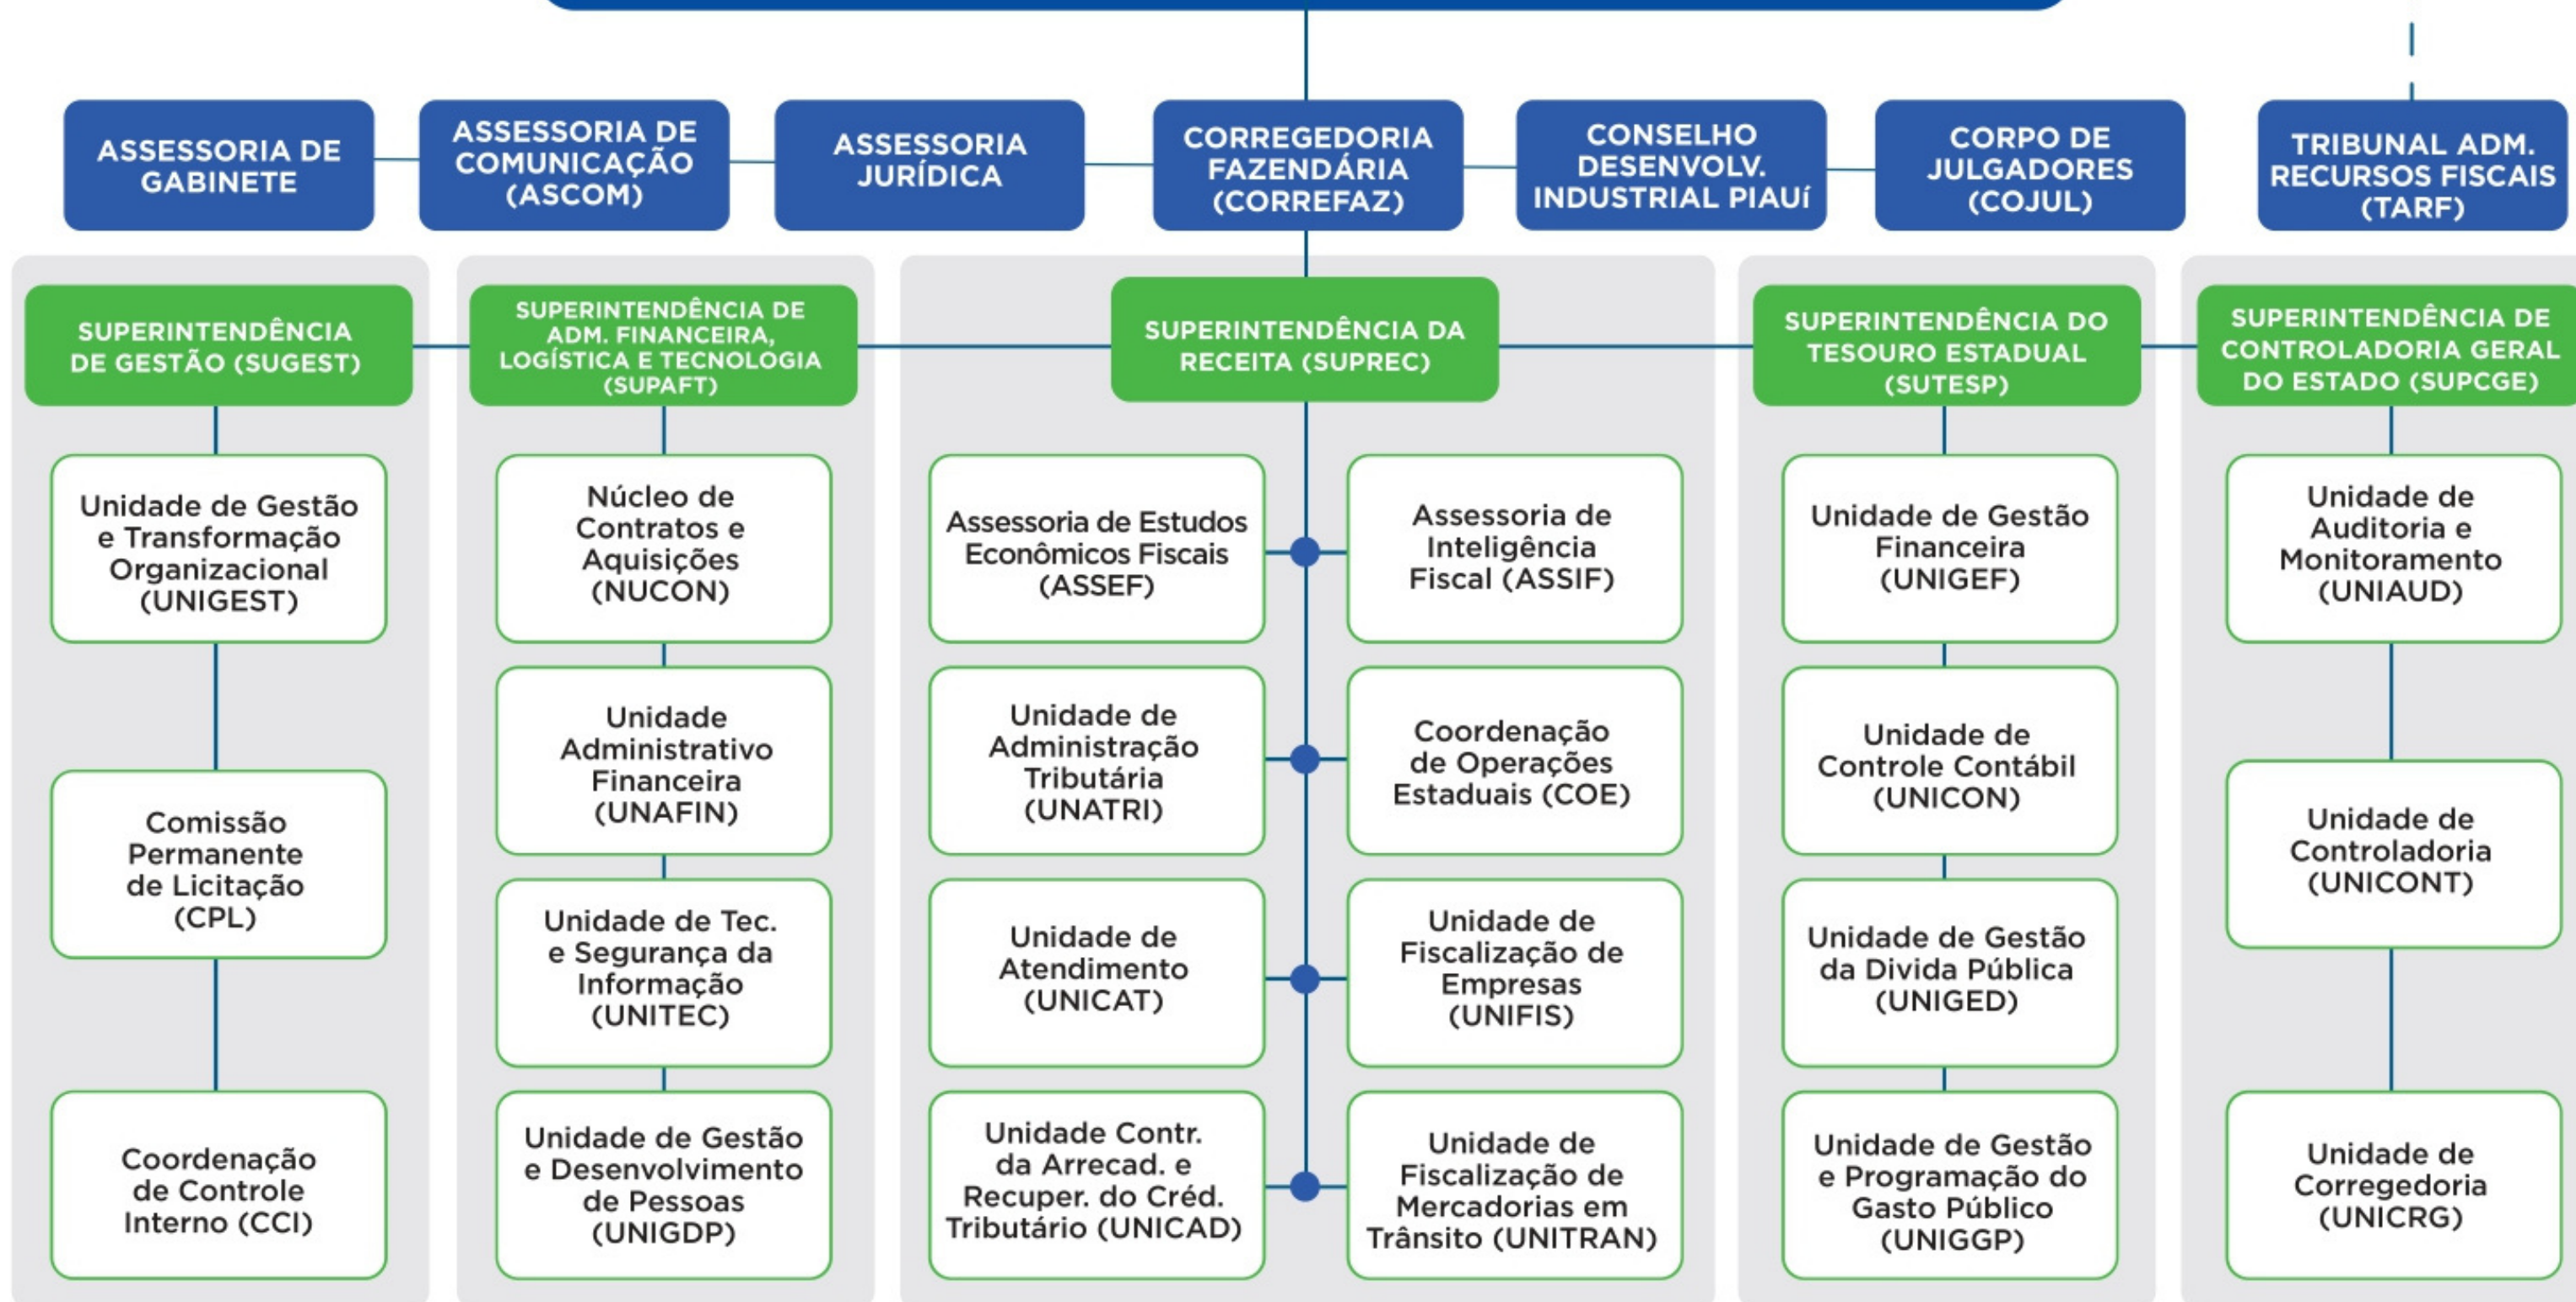 ASSESSORIA DE
GABINETE
ASSESSORIA DE
COMUNICAÇÃO
(ASCOM)
ASSESSORIA
JURÍDICA
CORREGEDORIA
FAZENDÁRIA
(CORREFAZ)
CONSELHO
DESENVOLV.
INDUSTRIAL PIAUí
CORPO DE
JULGADORES
(COJUL)
TRIBUNAL ADM.
RECURSOS FISCAIS
(TARF)
SUPERINTENDÊNCIA
DE GESTÃO (SUGEST)
Unidade de Gestão
e Transformação
Organizacional
(UNIGEST)
Comissão
Permanente
de Licitação
(CPL)
Coordenação
de Controle
Interno (CCI)
SUPERINTENDÊNCIA DE
ADM. FINANCEIRA,
LOGÍSTICA E TECNOLOGIA
(SUPAFT)
Núcleo de
Contratos e
Aquisições
(NUCON)
Unidade
Administrativo
Financeira
(UNAFIN)
Unidade de Tec.
e Segurança da
Informação
(UNITEC)
Unidade de Gestão
e Desenvolvimento
de Pessoas
(UNIGDP)
SUPERINTENDÊNCIA DA
RECEITA (SUPREC)
Assessoria de Estudos
Econômicos Fiscais
(ASSEF)
Assessoria de
Inteligência
Fiscal (ASSIF)
Unidade de
Administração
Tributária
(UNATRI)
Coordenação
de Operações
Estaduais (COE)
Unidade de
Atendimento
(UNICAT)
Unidade de
Fiscalização de
Empresas
(UNIFIS)
Unidade Contr.
da Arrecad. e
Recuper. do Créd.
Tributário (UNICAD)
Unidade de
Fiscalização de
Mercadorias em
Trânsito (UNITRAN)
SUPERINTENDÊNCIA DO
TESOURO ESTADUAL
(SUTESP)
Unidade de Gestão
Financeira
(UNIGEF)
Unidade de
Controle Contábil
(UNICON)
Unidade de Gestão
da Divida Pública
(UNIGED)
Unidade de Gestão
e Programação do
Gasto Público
(UNIGGP)
SUPERINTENDÊNCIA DE
CONTROLADORIA GERAL
DO ESTADO (SUPCGE)
Unidade de
Auditoria e
Monitoramento
(UNIAUD)
Unidade de
Controladoria
(UNICONT)
Unidade de
Corregedoria
(UNICRG)